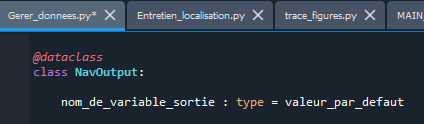 Gerer_donnees.py* Entretien_localisation.py trace_figures.py MAIN_
@dataclass
class NavOutput:
nom_de_variable_sortie : type = valeur_par_defaut